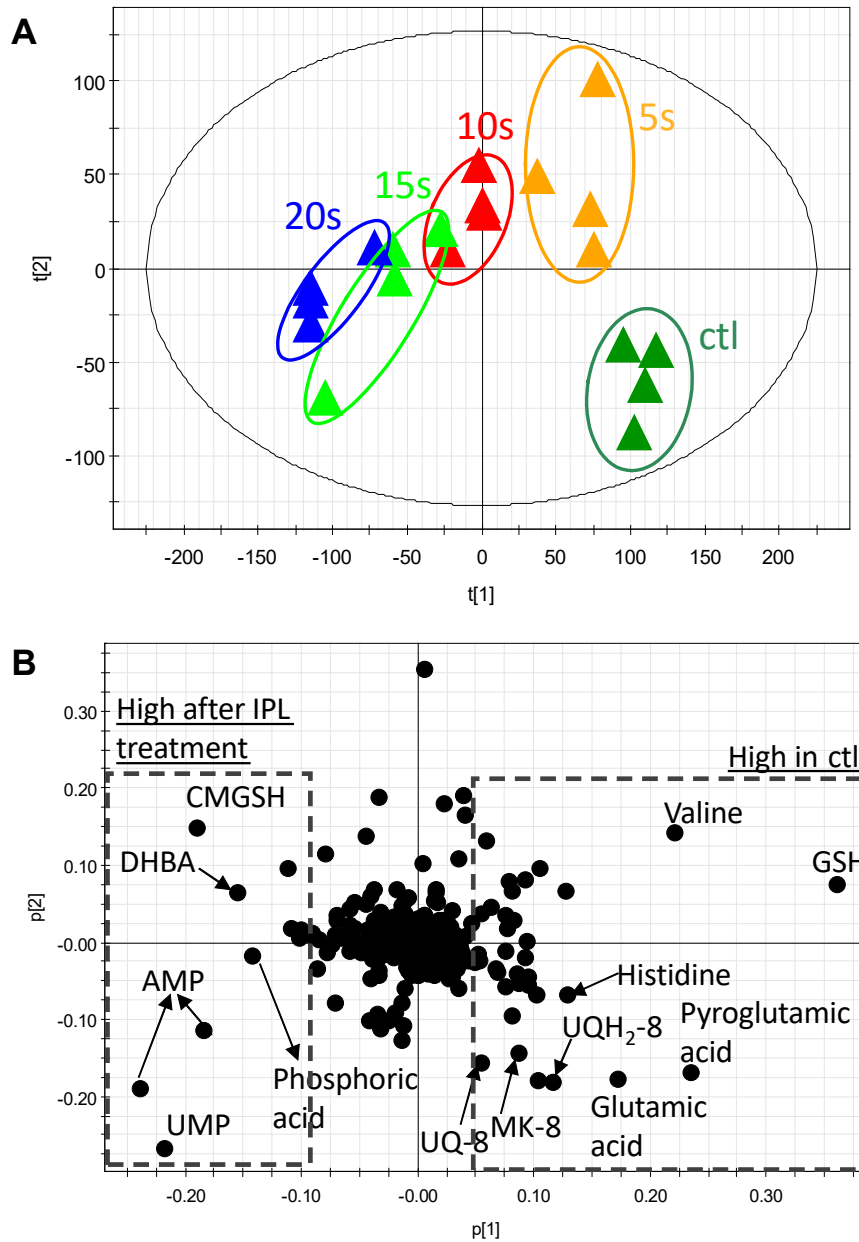 A
100
50
0
-50
-100
t[2]
5s
10s
15s
20s
ctl
-200 -150 -100 -50 0 50 100 150 200
t[1]
B
0.30
0.20
0.10
-0.00
-0.10
-0.20
p[2]
High after IPL
treatment
High in ctl
CMGSH
DHBA
AMP
UMP
Phosphoric
acid
Valine
GSH
Histidine
Pyroglutamic
acid
UQH₂-8
Glutamic
acid
MK-8
UQ-8
-0.20 -0.10 -0.00 0.10 0.20 0.30
p[1]